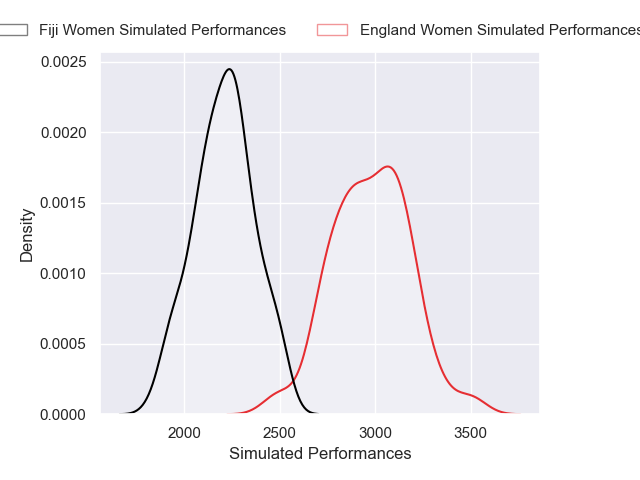 Fiji Women Simulated Performances England Women Simulated Performances
0.0025
0.0020
0.0015
0.0010
0.0005
0.0000
Density
2000 2500 3000 3500
Simulated Performances